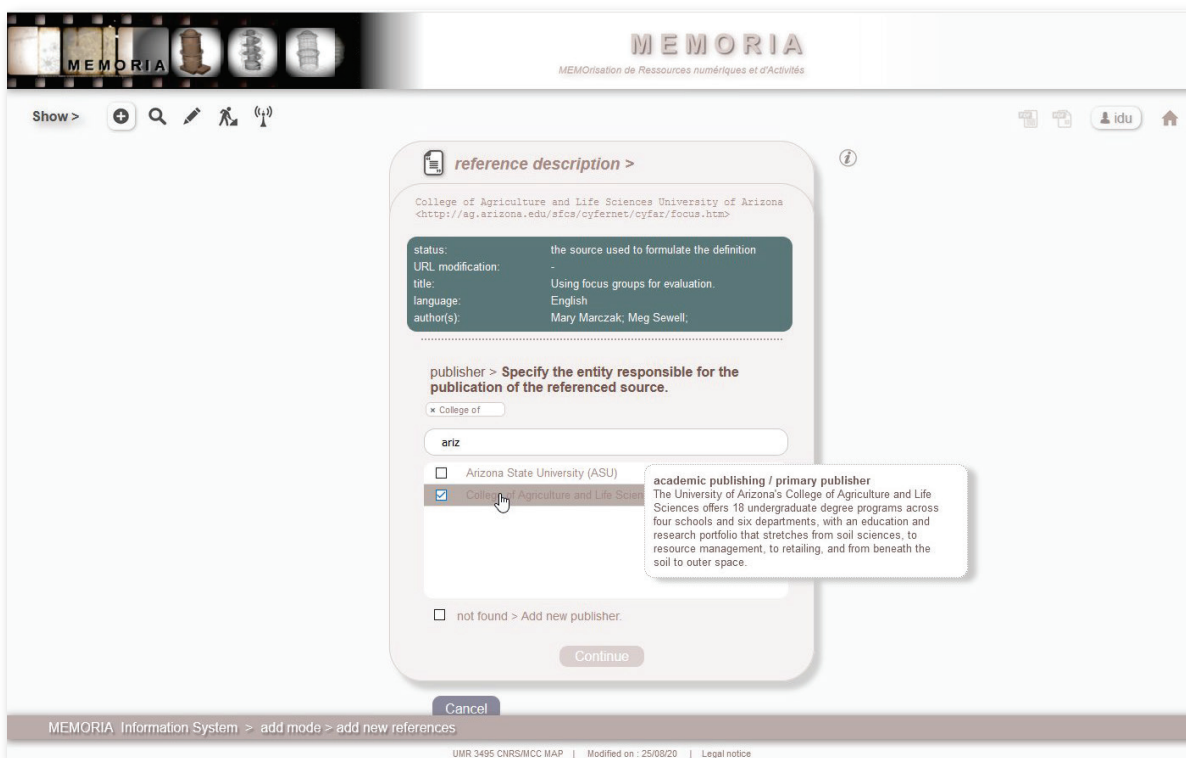 MEMORIA
MEMORIA
MEMOrisation de Ressources numériques et d'Activités
Show >
idu
reference description >
College of Agriculture and Life Sciences University of Arizona
<http://ag.arizona.edu/sfcs/cyfernet/cyfar/focus.htm>
status: the source used to formulate the definition
URL modification: -
title: Using focus groups for evaluation.
language: English
author(s): Mary Marczak; Meg Sewell;
publisher > Specify the entity responsible for the
publication of the referenced source.
× College of
ariz
Arizona State University (ASU)
College of Agriculture and Life Scien
academic publishing / primary publisher
The University of Arizona's College of Agriculture and Life
Sciences offers 18 undergraduate degree programs across
four schools and six departments, with an education and
research portfolio that stretches from soil sciences, to
resource management, to retailing, and from beneath the
soil to outer space.
not found > Add new publisher.
Continue
Cancel
MEMORIA Information System > add mode > add new references
UMR 3495 CNRS/MCC MAP | Modified on : 25/08/20 | Legal notice